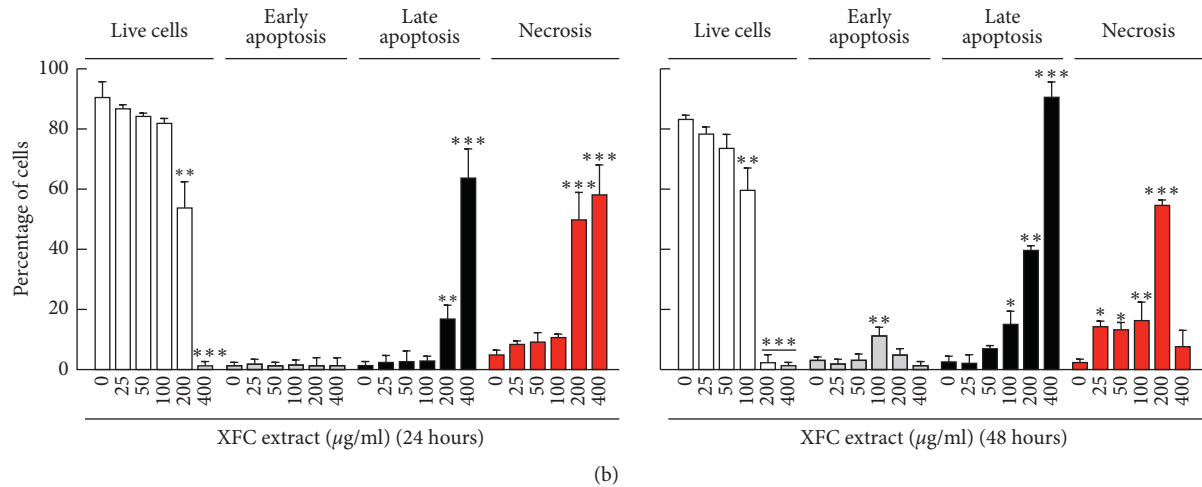 Live cells Early apoptosis Late apoptosis Necrosis
100
80
60
40
20
0
Percentage of cells
** *** ** *** *** ***
0 25 50 100 200 400 0 25 50 100 200 400 0 25 50 100 200 400 0 25 50 100 200 400
XFC extract (μg/ml) (24 hours)
Live cells Early apoptosis Late apoptosis Necrosis
** *** ** * ** *** * * ** ***
0 25 50 100 200 400 0 25 50 100 200 400 0 25 50 100 200 400 0 25 50 100 200 400
XFC extract (μg/ml) (48 hours)
(b)